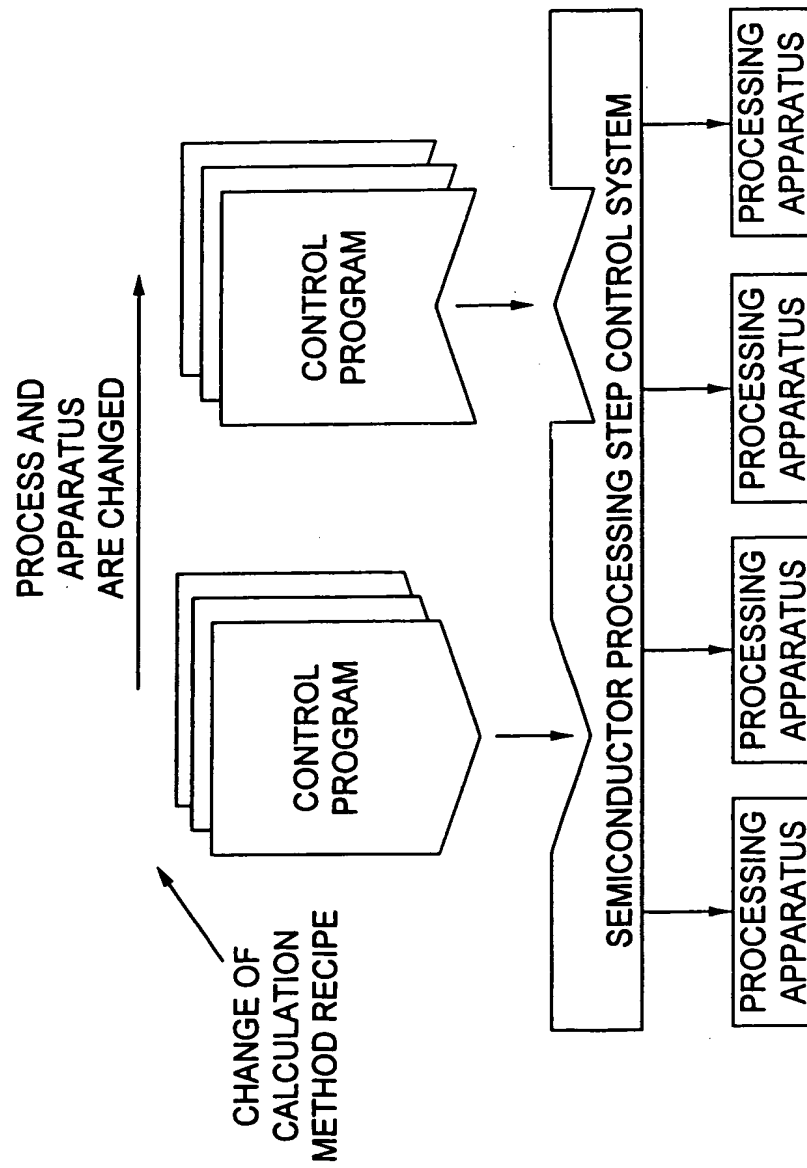 PROCESS AND
APPARATUS
ARE CHANGED
CHANGE OF
CALCULATION
METHOD RECIPE
CONTROL
PROGRAM
CONTROL
PROGRAM
SEMICONDUCTOR PROCESSING STEP CONTROL SYSTEM
PROCESSING
APPARATUS
PROCESSING
APPARATUS
PROCESSING
APPARATUS
PROCESSING
APPARATUS